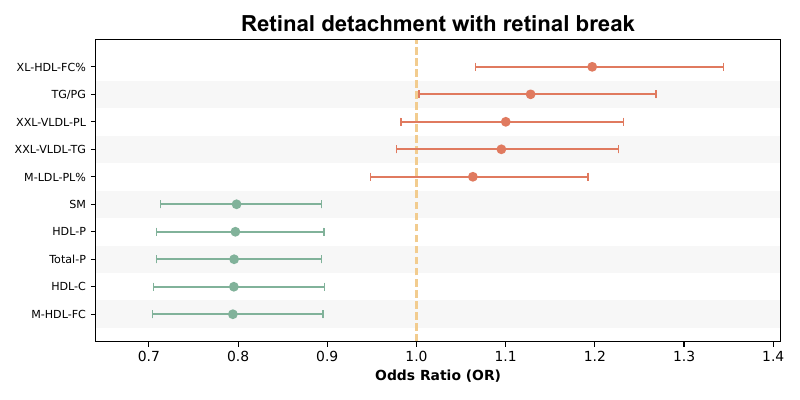 Retinal detachment with retinal break
XL-HDL-FC%
TG/PG
XXL-VLDL-PL
XXL-VLDL-TG
M-LDL-PL%
SM
HDL-P
Total-P
HDL-C
M-HDL-FC
0.7 0.8 0.9 1.0 1.1 1.2 1.3 1.4
Odds Ratio (OR)